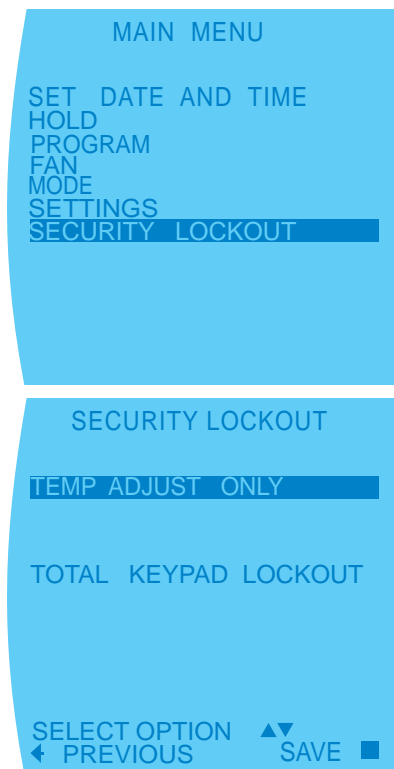 MAIN MENU
SET DATE AND TIME
HOLD
PROGRAM
FAN
MODE
SETTINGS
SECURITY LOCKOUT
SECURITY LOCKOUT
TEMP ADJUST ONLY
TOTAL KEYPAD LOCKOUT
SELECT OPTION ▲▼
PREVIOUS SAVE